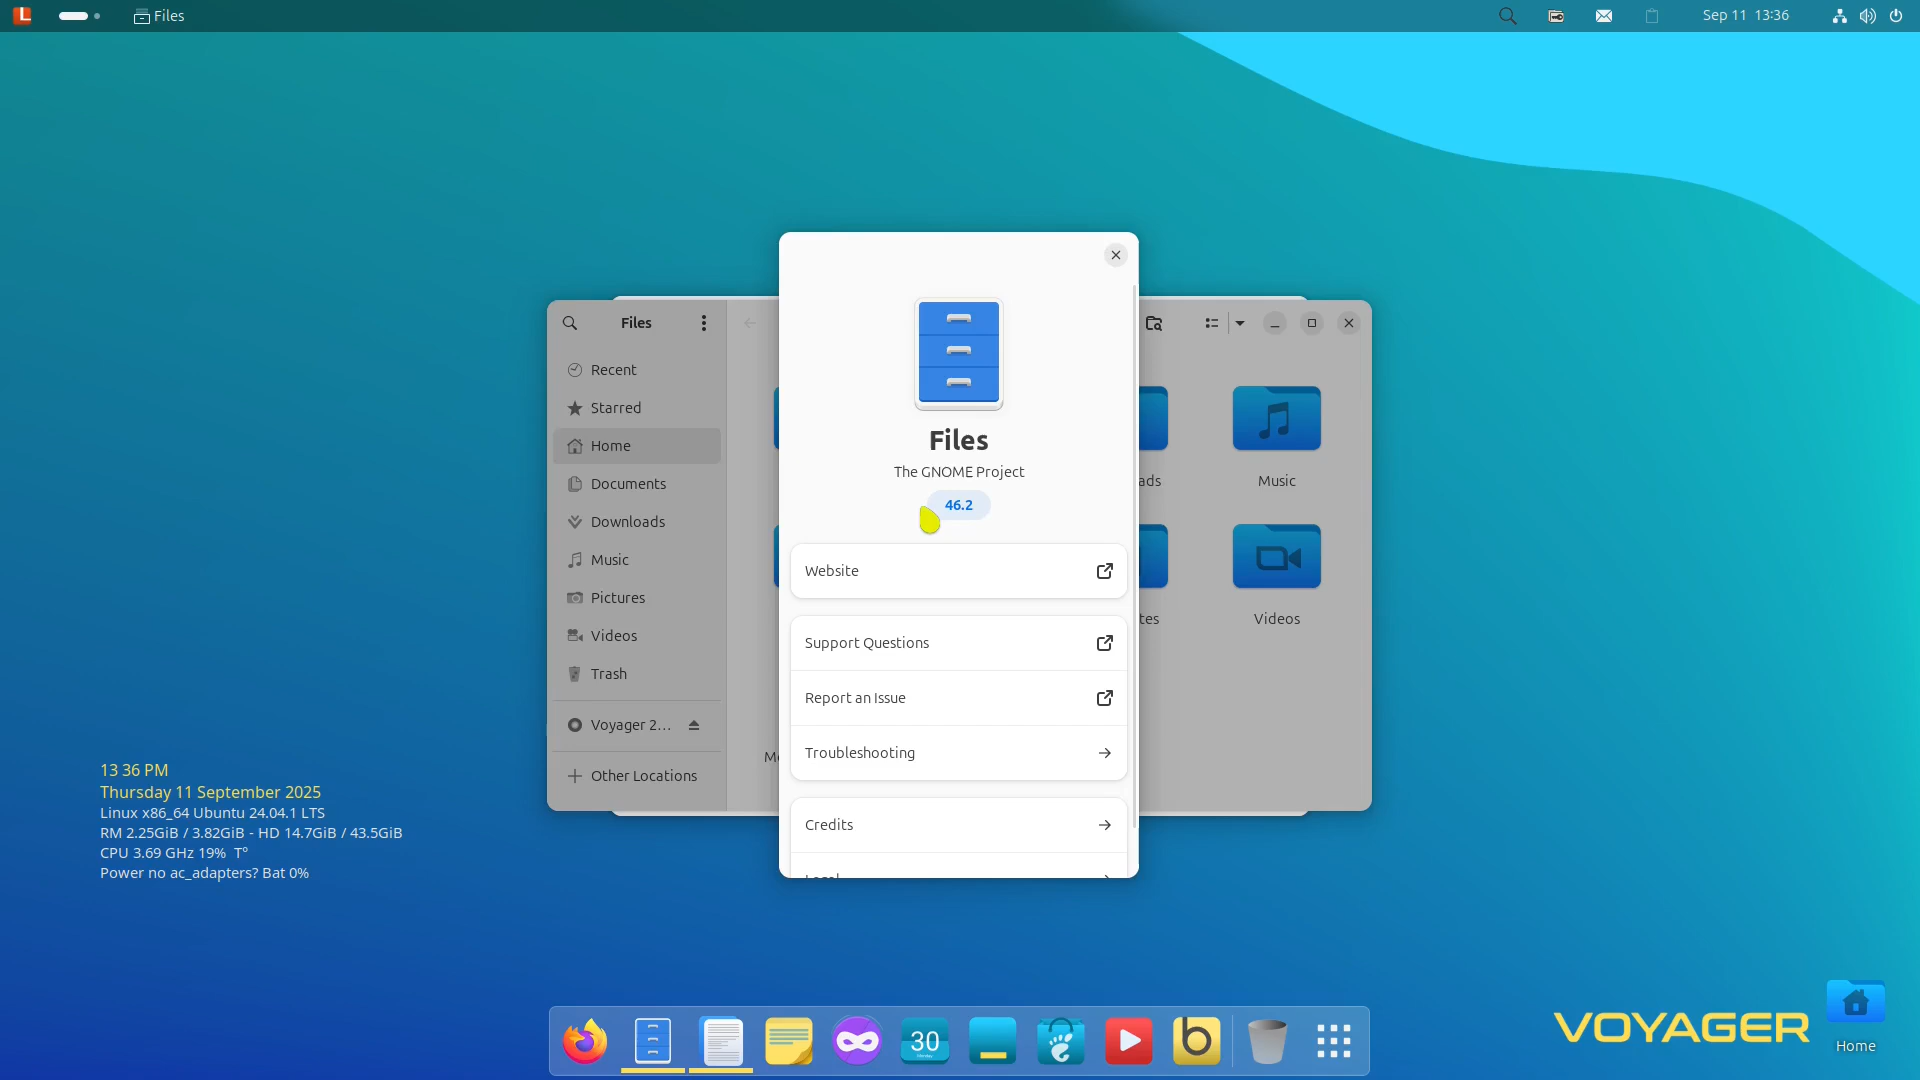 Files
Sep 11 13:36
Files
Recent
Starred
Home
Documents
Downloads
Music
Pictures
Videos
Trash
Voyager 2...
Other Locations
Files
The GNOME Project
46.2
Website
Support Questions
Report an Issue
Troubleshooting
Credits
ads
Music
tes
Videos
13 36 PM
Thursday 11 September 2025
Linux x86_64 Ubuntu 24.04.1 LTS
RM 2.25GiB / 3.82GiB - HD 14.7GiB / 43.5GiB
CPU 3.69 GHz 19% T°
Power no ac_adapters? Bat 0%
30
Monday
VOYAGER
Home